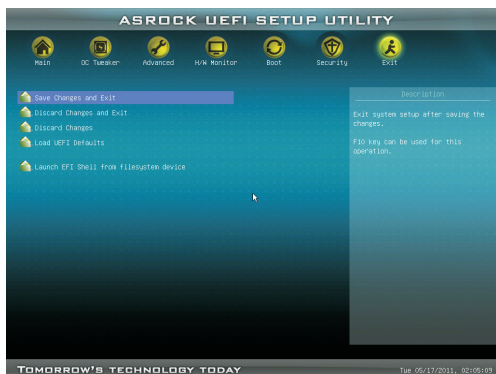 ASROCK UEFI SETUP UTILITY
Main
OC Tweaker
Advanced
H/W Monitor
Boot
Security
Exit
Save Changes and Exit
Discard Changes and Exit
Discard Changes
Load UEFI Defaults
Launch EFI Shell from filesystem device
Description
Exit system setup after saving the
changes.
F10 key can be used for this
operation.
TOMORROW'S TECHNOLOGY TODAY
Tue 05/17/2011, 02:05:09